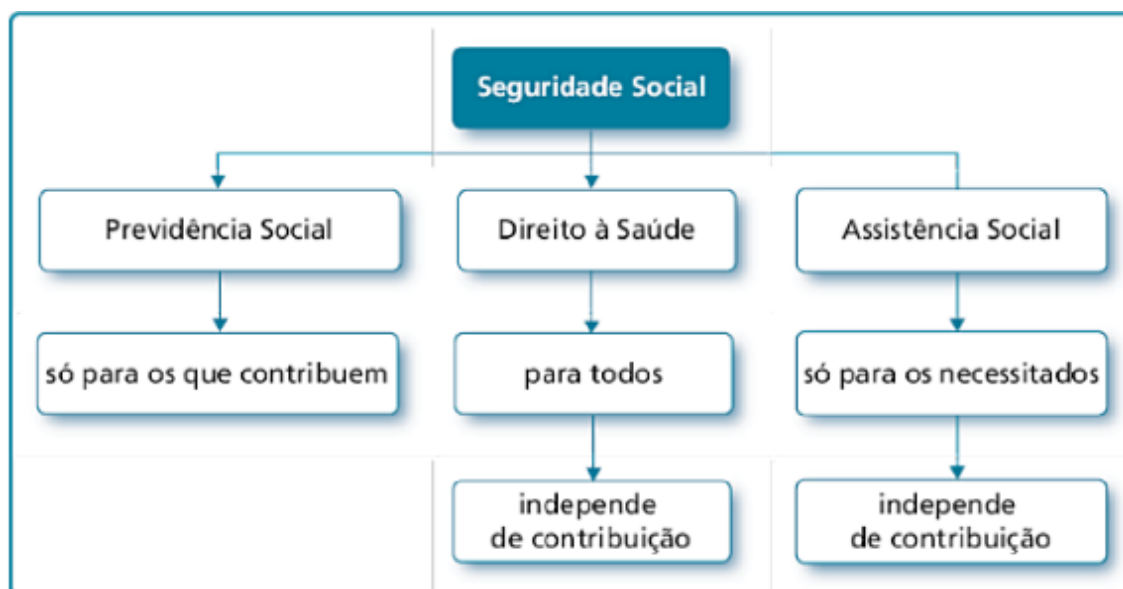 Seguridade Social
Previdência Social
Direito à Saúde
Assistência Social
só para os que contribuem
para todos
só para os necessitados
independe
de contribuição
independe
de contribuição